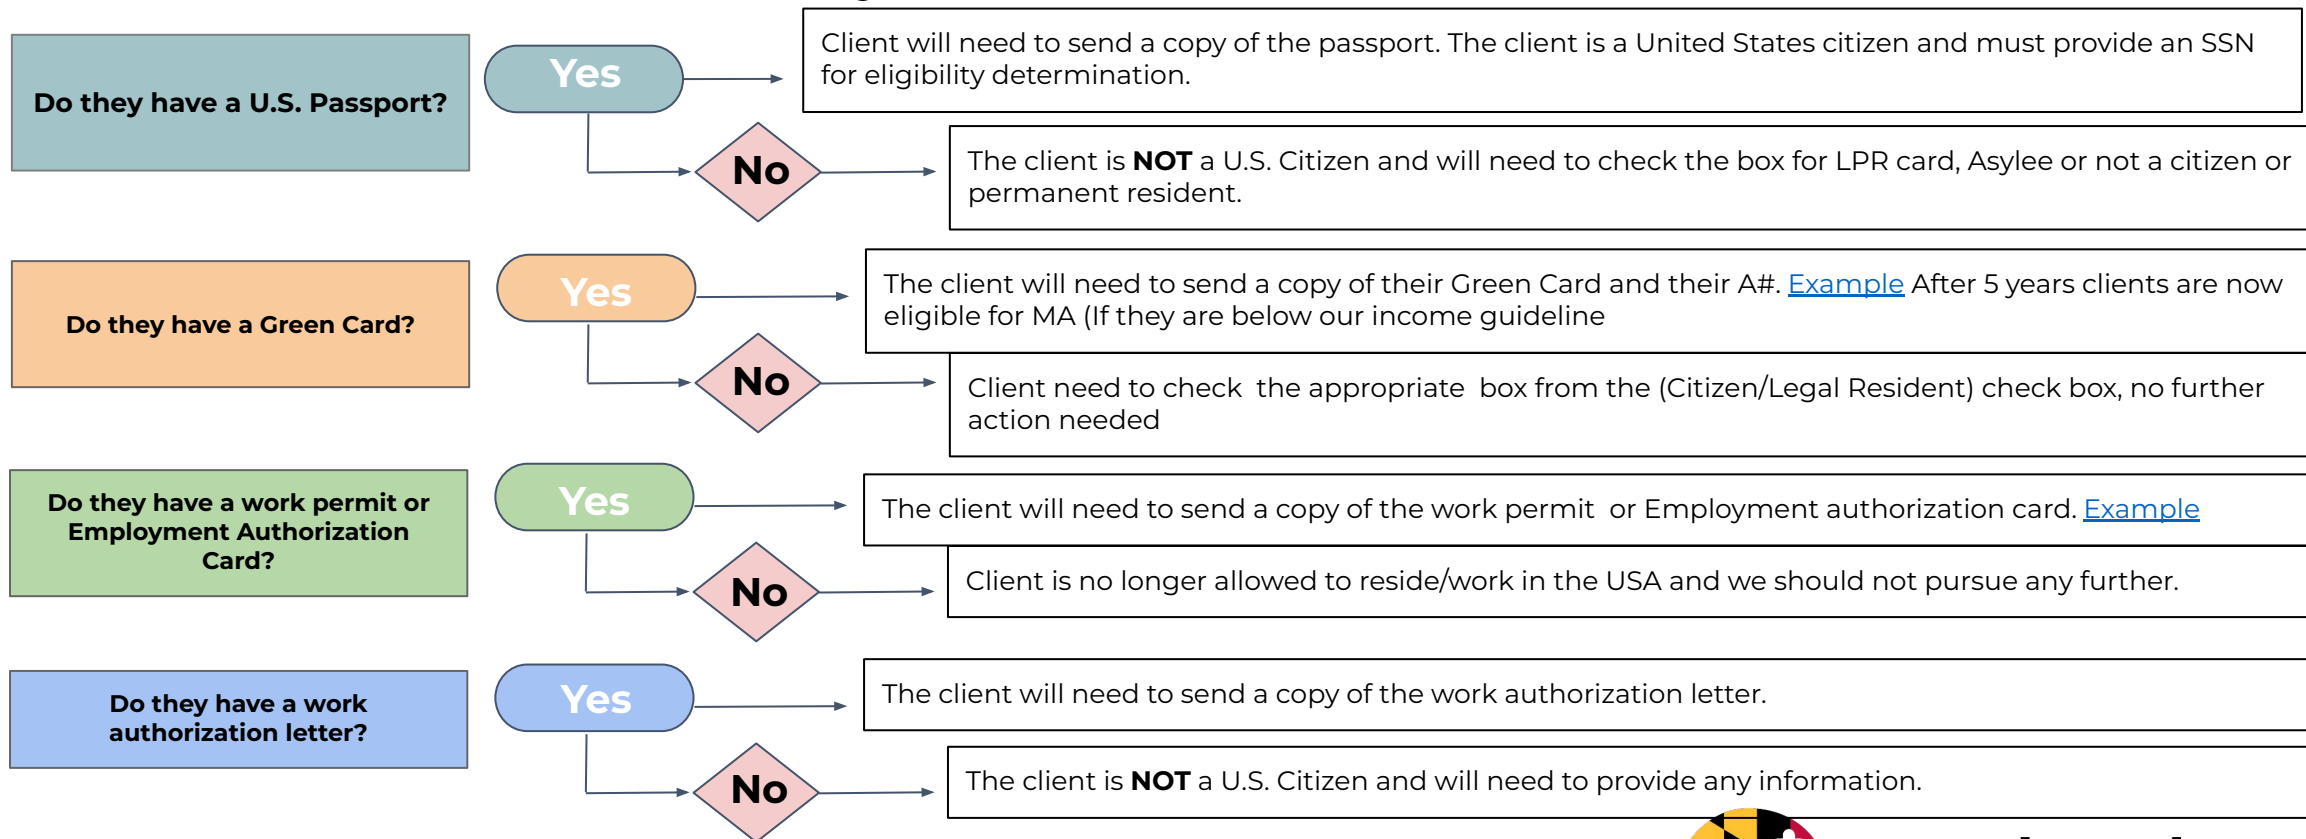 Do they have a U.S. Passport?
Yes
Client will need to send a copy of the passport. The client is a United States citizen and must provide an SSN
for eligibility determination.
No
The client is NOT a U.S. Citizen and will need to check the box for LPR card, Asylee or not a citizen or
permanent resident.
Do they have a Green Card?
Yes
The client will need to send a copy of their Green Card and their A#. Example After 5 years clients are now
eligible for MA (If they are below our income guideline
No
Client need to check the appropriate box from the (Citizen/Legal Resident) check box, no further
action needed
Do they have a work permit or
Employment Authorization
Card?
Yes
The client will need to send a copy of the work permit or Employment authorization card. Example
No
Client is no longer allowed to reside/work in the USA and we should not pursue any further.
Do they have a work
authorization letter?
Yes
The client will need to send a copy of the work authorization letter.
No
The client is NOT a U.S. Citizen and will need to provide any information.